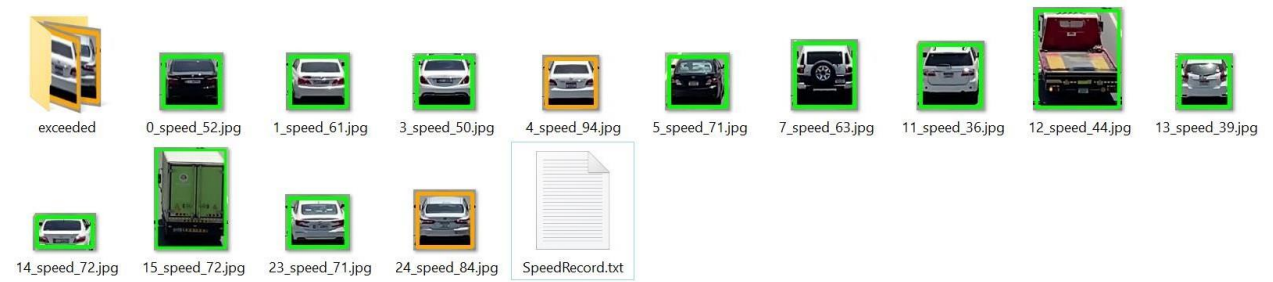 exceeded
0_speed_52.jpg
1_speed_61.jpg
3_speed_50.jpg
4_speed_94.jpg
5_speed_71.jpg
7_speed_63.jpg
11_speed_36.jpg
12_speed_44.jpg
13_speed_39.jpg
14_speed_72.jpg
15_speed_72.jpg
23_speed_71.jpg
24_speed_84.jpg
SpeedRecord.txt